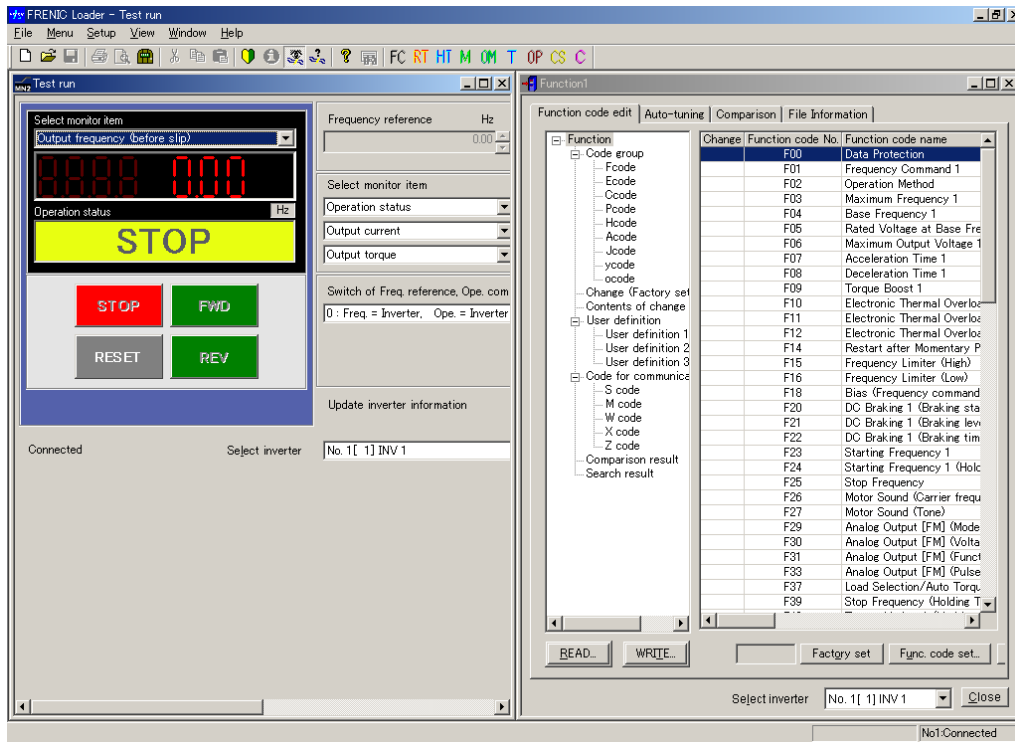 FRENIC Loader - Test run
File Menu Setup View Window Help
FC RT HT M OM T OP CS C
MN2 Test run
Select monitor item
Output frequency (before slip)
0.00
Operation status Hz
STOP
STOP FWD
RESET REV
Frequency reference Hz
0.00
Select monitor item
Operation status
Output current
Output torque
Switch of Freq. reference, Ope. com
0 : Freq. = Inverter, Ope. = Inverter
Update inverter information
Connected
Select inverter No. 1[ 1] INV 1
Function1
Function code edit Auto-tuning Comparison File Information
Function
Code group
Fcode
Ecode
Ccode
Pcode
Hcode
Acode
Jcode
ycode
ocode
Change (Factory set
Contents of change
User definition
User definition 1
User definition 2
User definition 3
Code for communica
S code
M code
W code
X code
Z code
Comparison result
Search result
Change Function code No. Function code name
F00 Data Protection
F01 Frequency Command 1
F02 Operation Method
F03 Maximum Frequency 1
F04 Base Frequency 1
F05 Rated Voltage at Base Fre
F06 Maximum Output Voltage 1
F07 Acceleration Time 1
F08 Deceleration Time 1
F09 Torque Boost 1
F10 Electronic Thermal Overloa
F11 Electronic Thermal Overloa
F12 Electronic Thermal Overloa
F14 Restart after Momentary P
F15 Frequency Limiter (High)
F16 Frequency Limiter (Low)
F18 Bias (Frequency command
F20 DC Braking 1 (Braking sta
F21 DC Braking 1 (Braking leve
F22 DC Braking 1 (Braking tim
F23 Starting Frequency 1
F24 Starting Frequency 1 (Holc
F25 Stop Frequency
F26 Motor Sound (Carrier frequ
F27 Motor Sound (Tone)
F29 Analog Output [FM] (Mode
F30 Analog Output [FM] (Volta
F31 Analog Output [FM] (Funct
F33 Analog Output [FM] (Pulse
F37 Load Selection/Auto Torqu
F39 Stop Frequency (Holding T
READ... WRITE... Factory set Func. code set...
Select inverter No. 1[ 1] INV 1 Close
No1:Connected